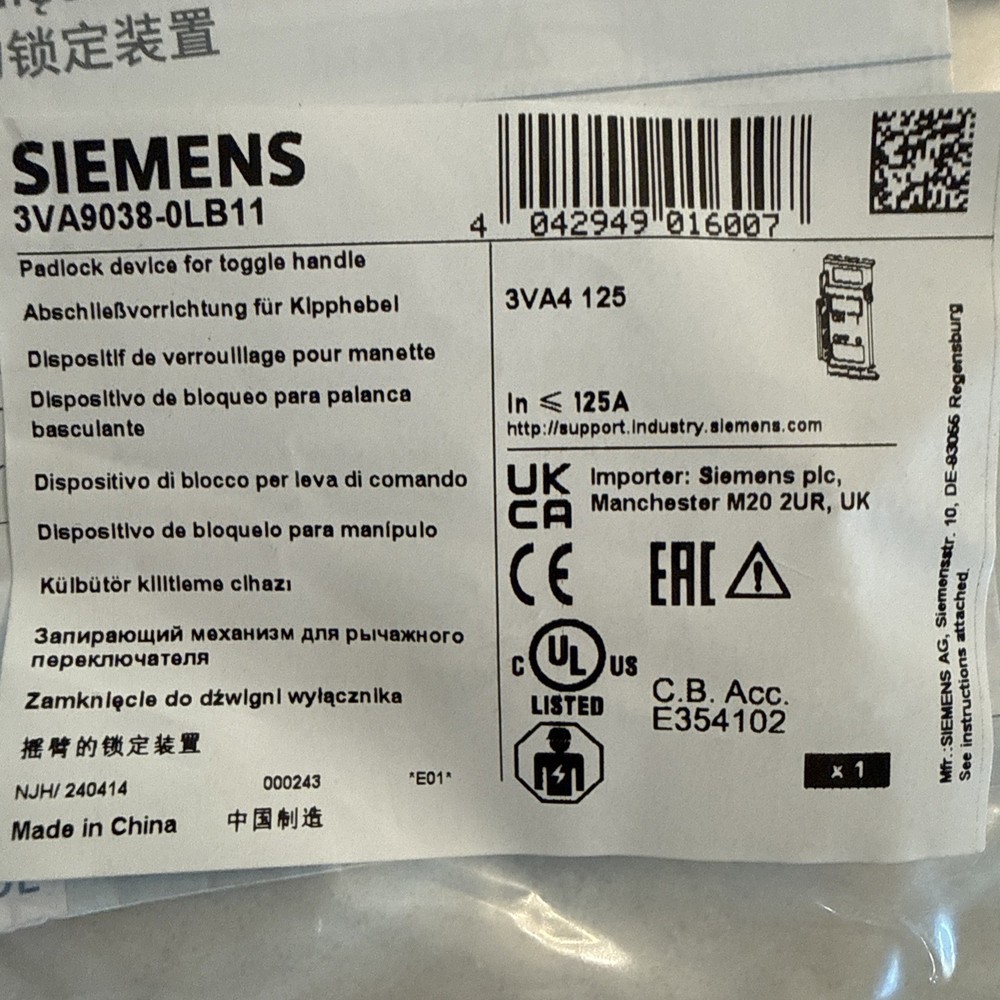 锁定装置
SIEMENS
3VA9038-0LB11
4 042949 016007
Padlock device for toggle handle
Abschließvorrichtung für Kipphebel
Dispositif de verrouillage pour manette
Dispositivo de bloqueo para palanca
basculante
Dispositivo di blocco per leva di comando
Dispositivo de bloqueio para manípulo
Külbütör kilitleme cihazı
Запирающий механизм для рычажного
переключателя
Zamknięcie do dźwigni wyłącznika
摇臂的锁定装置
NJH/ 240414 000243 *E01*
Made in China 中国制造
3VA4 125
In ≤ 125A
http://support.industry.siemens.com
UK
CA
Importer: Siemens plc,
Manchester M20 2UR, UK
CE EAC
C UL US
LISTED
C.B. Acc.
E354102
x 1
Mfr.:SIEMENS AG, Siemensstr. 10, DE-93055 Regensburg
See instructions attached.